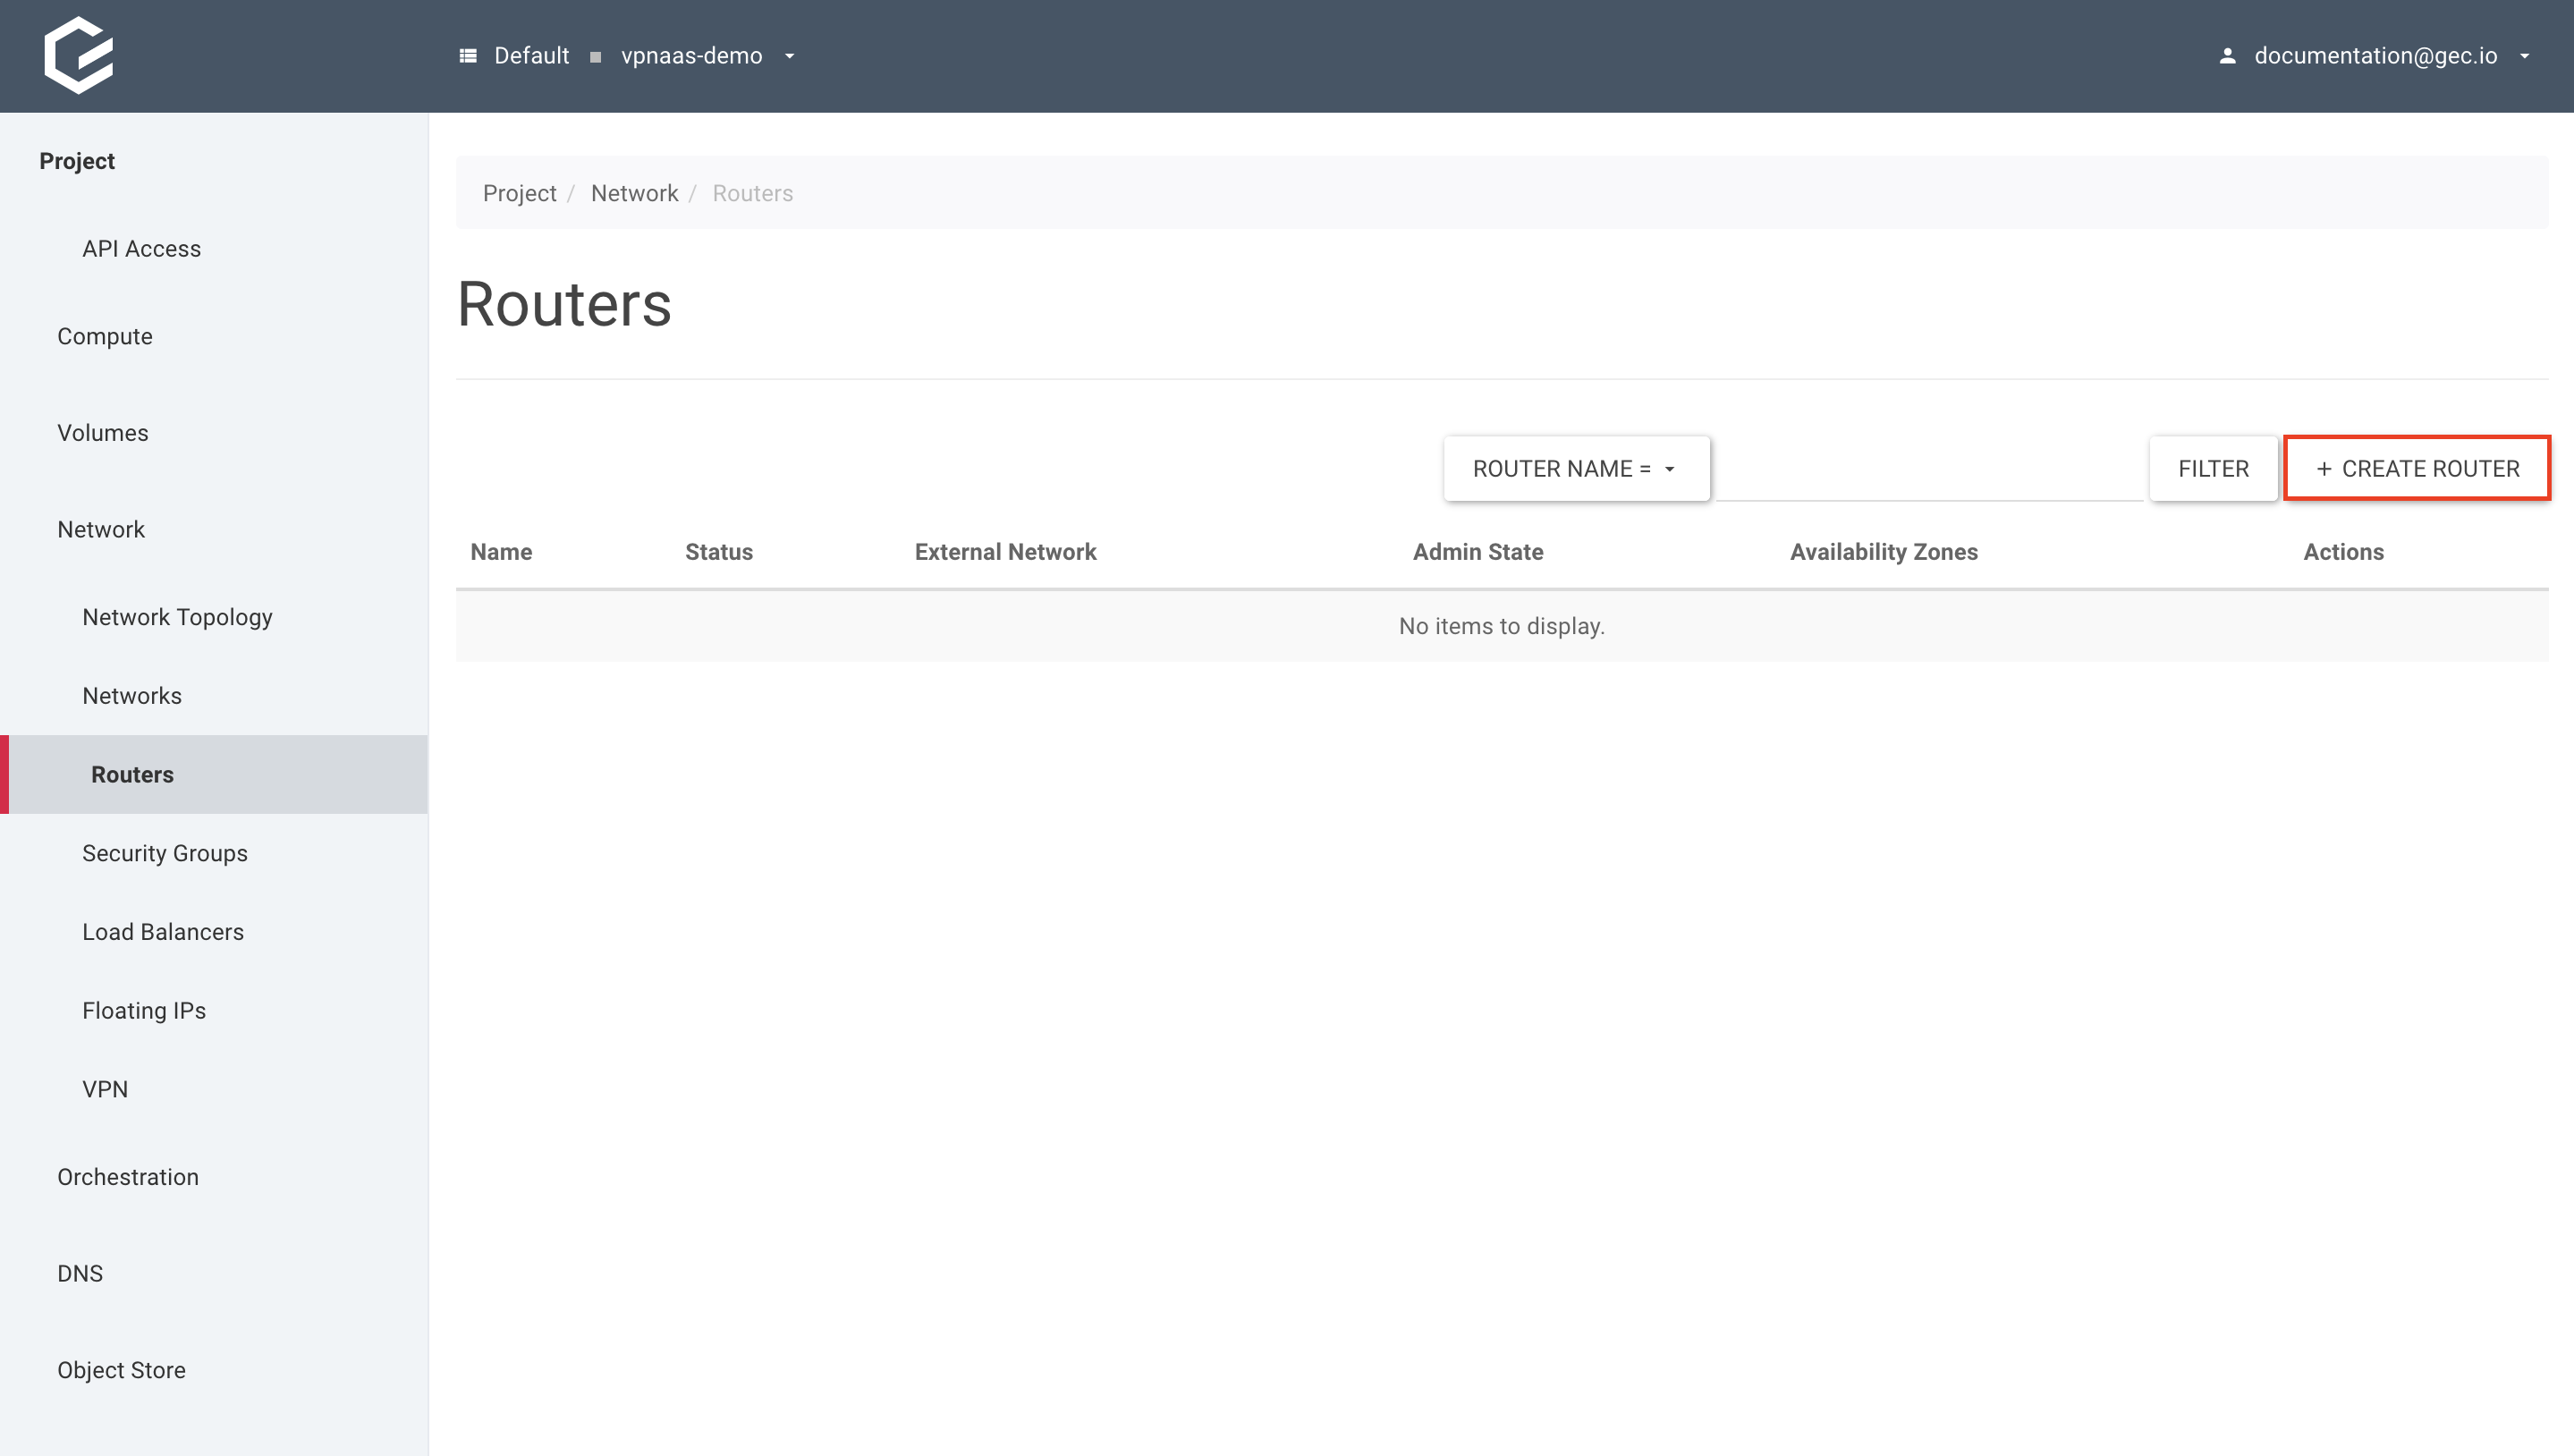 Default vpnaas-demo documentation@gec.io
Project
API Access
Compute
Volumes
Network
Network Topology
Networks
Routers
Security Groups
Load Balancers
Floating IPs
VPN
Orchestration
DNS
Object Store
Project / Network / Routers
Routers
ROUTER NAME = FILTER + CREATE ROUTER
Name Status External Network Admin State Availability Zones Actions
No items to display.